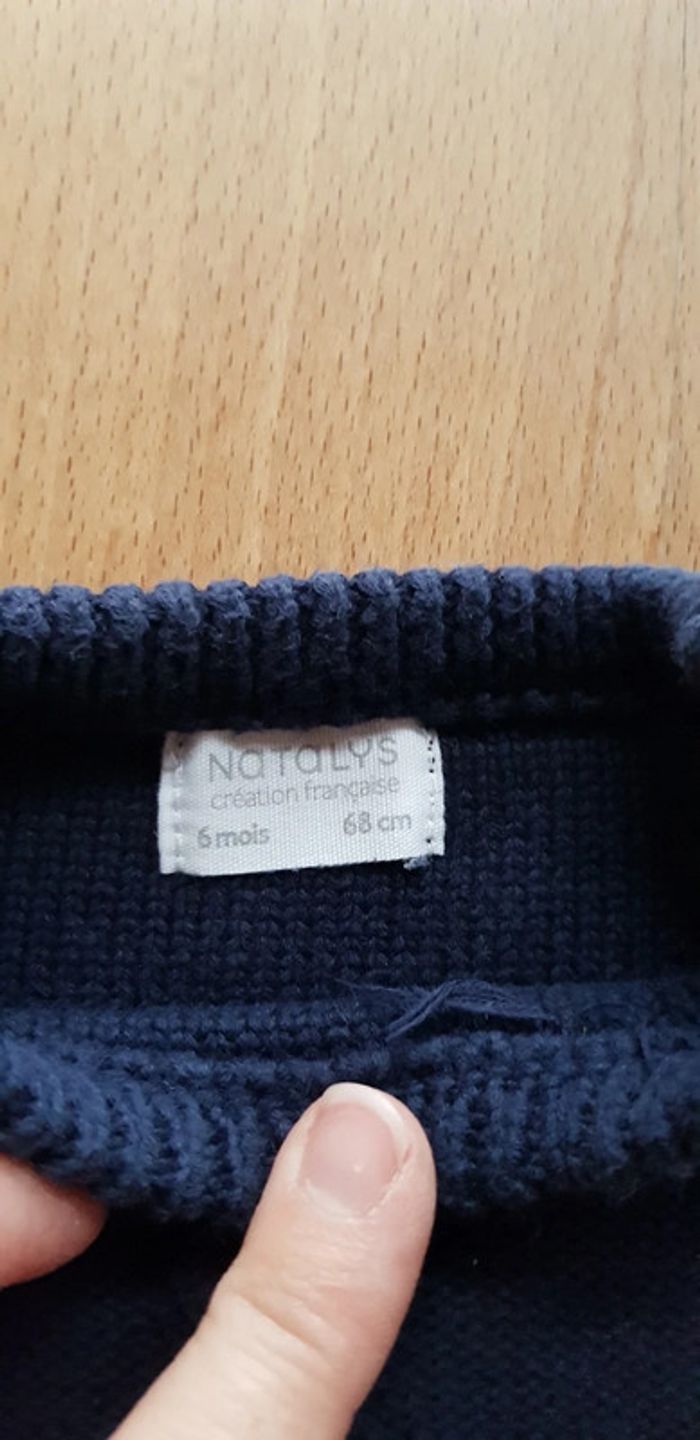 NaTaLYS
création française
6 mois 68 cm